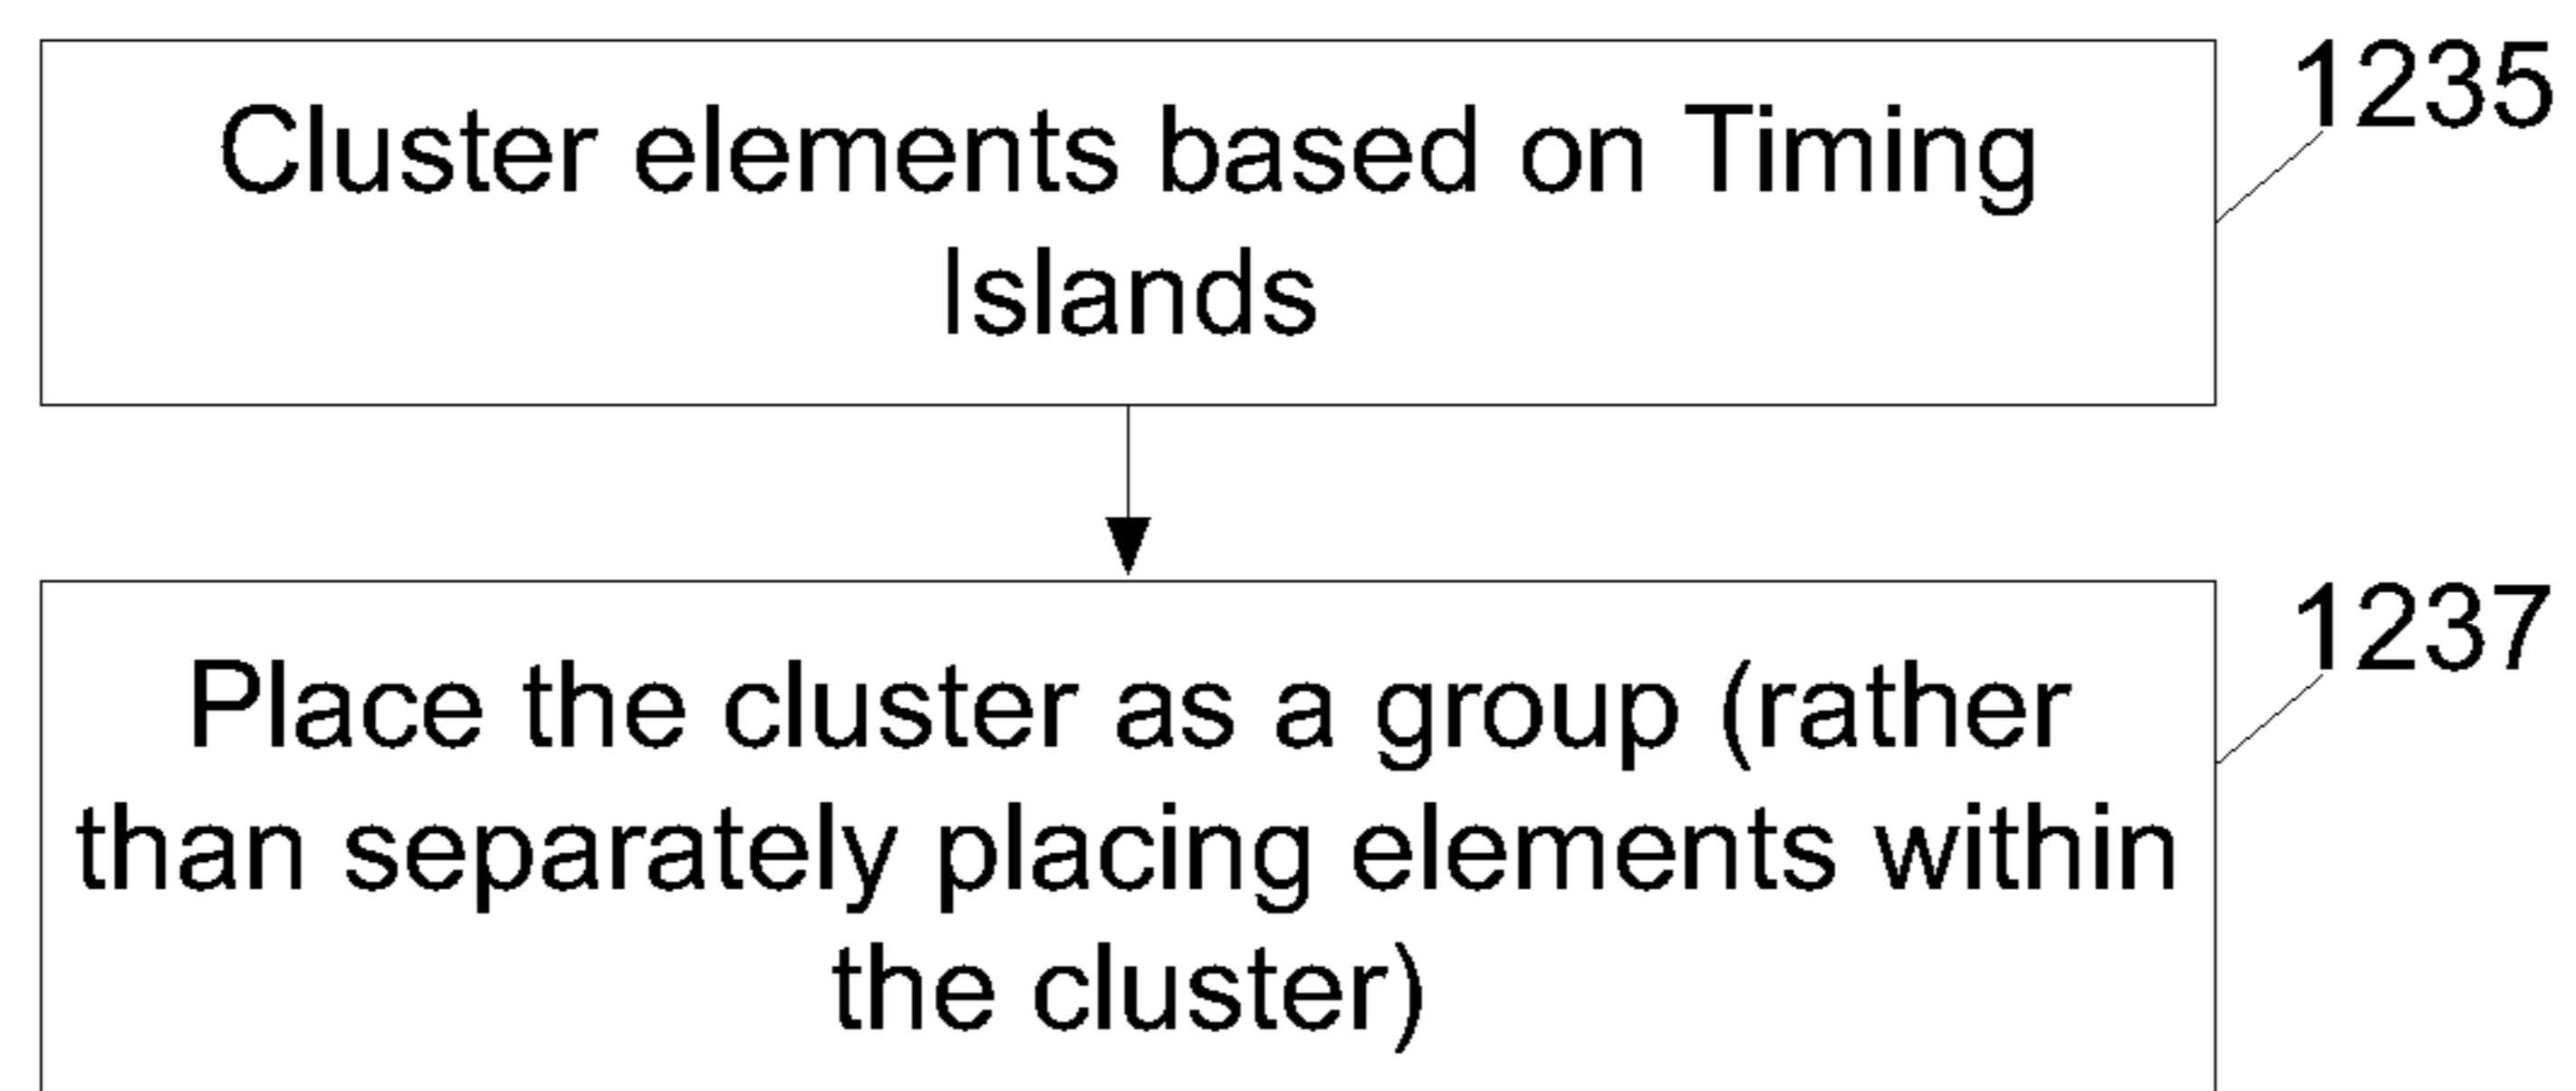 Cluster elements based on Timing
Islands
1235
Place the cluster as a group (rather
than separately placing elements within
the cluster)
1237